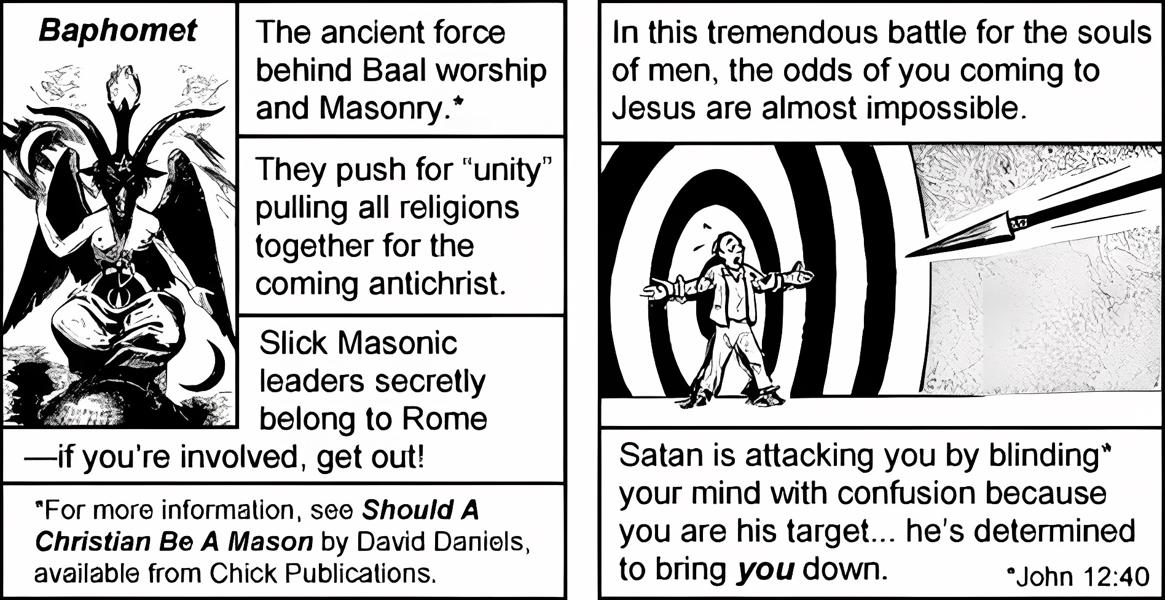 Baphomet
The ancient force
behind Baal worship
and Masonry.*
They push for "unity"
pulling all religions
together for the
coming antichrist.
Slick Masonic
leaders secretly
belong to Rome
—if you're involved, get out!
*For more information, see Should A
Christian Be A Mason by David Daniels,
available from Chick Publications.
In this tremendous battle for the souls
of men, the odds of you coming to
Jesus are almost impossible.
Satan is attacking you by blinding*
your mind with confusion because
you are his target... he's determined
to bring you down.
*John 12:40